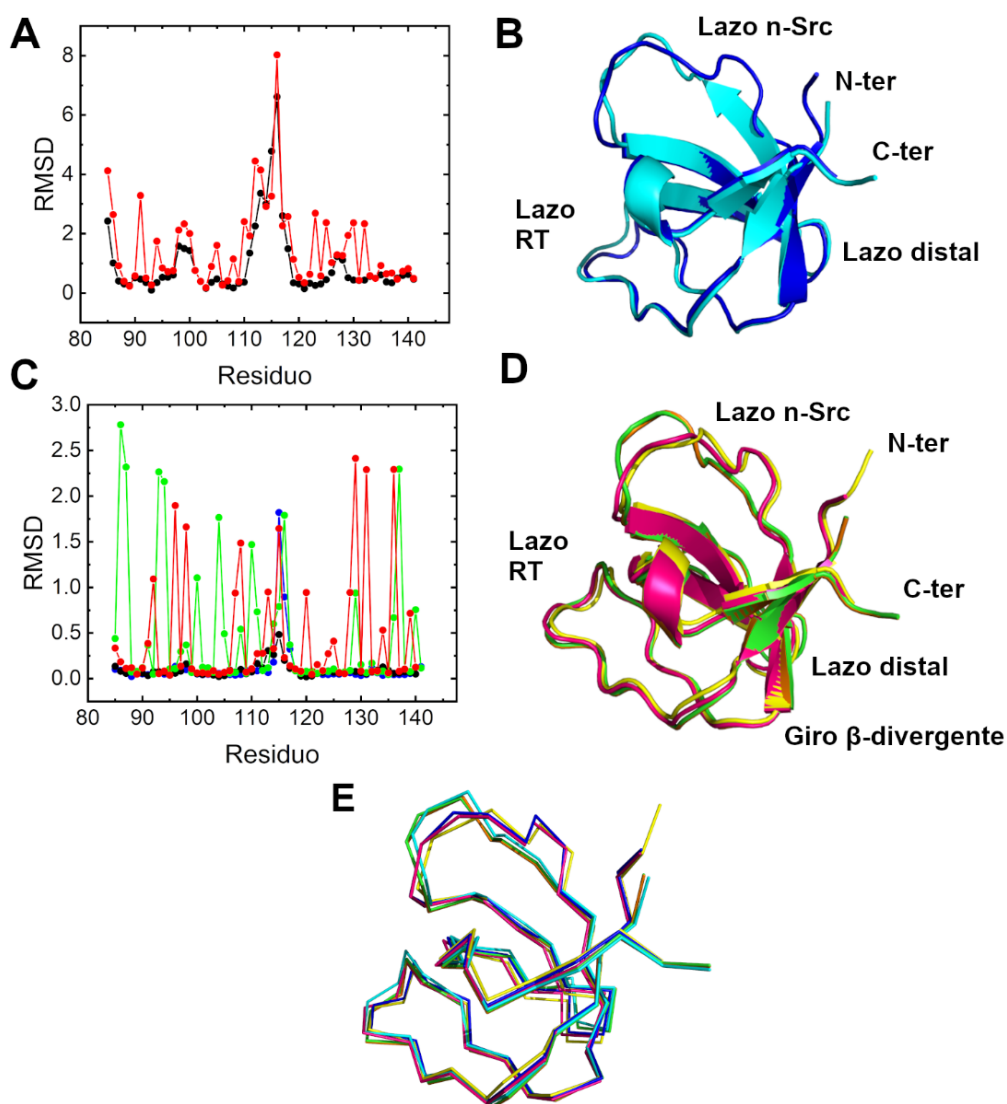 A
RMSD
8
6
4
2
0
80 90 100 110 120 130 140
Residuo
B
Lazo n-Src
N-ter
C-ter
Lazo
RT
Lazo distal
C
RMSD
3.0
2.5
2.0
1.5
1.0
0.5
0.0
80 90 100 110 120 130 140
Residuo
D
Lazo n-Src
N-ter
Lazo
RT
C-ter
Lazo distal
Giro β-divergente
E